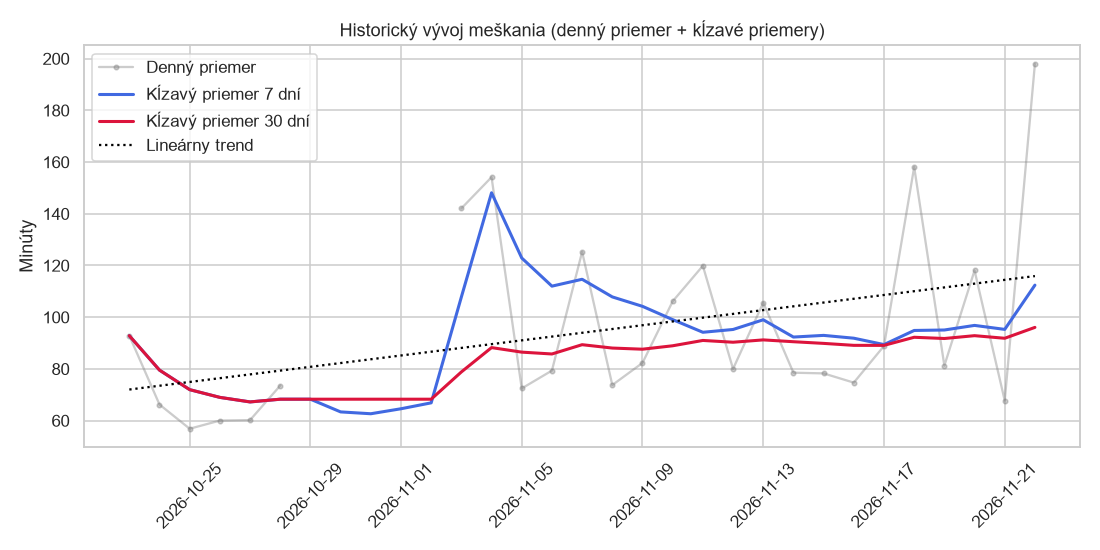 Historický vývoj meškania (denný priemer + kĺzavé priemery)
Denný priemer
Kĺzavý priemer 7 dní
Kĺzavý priemer 30 dní
Lineárny trend
Minúty
200
180
160
140
120
100
80
60
2026-10-25
2026-10-29
2026-11-01
2026-11-05
2026-11-09
2026-11-13
2026-11-17
2026-11-21